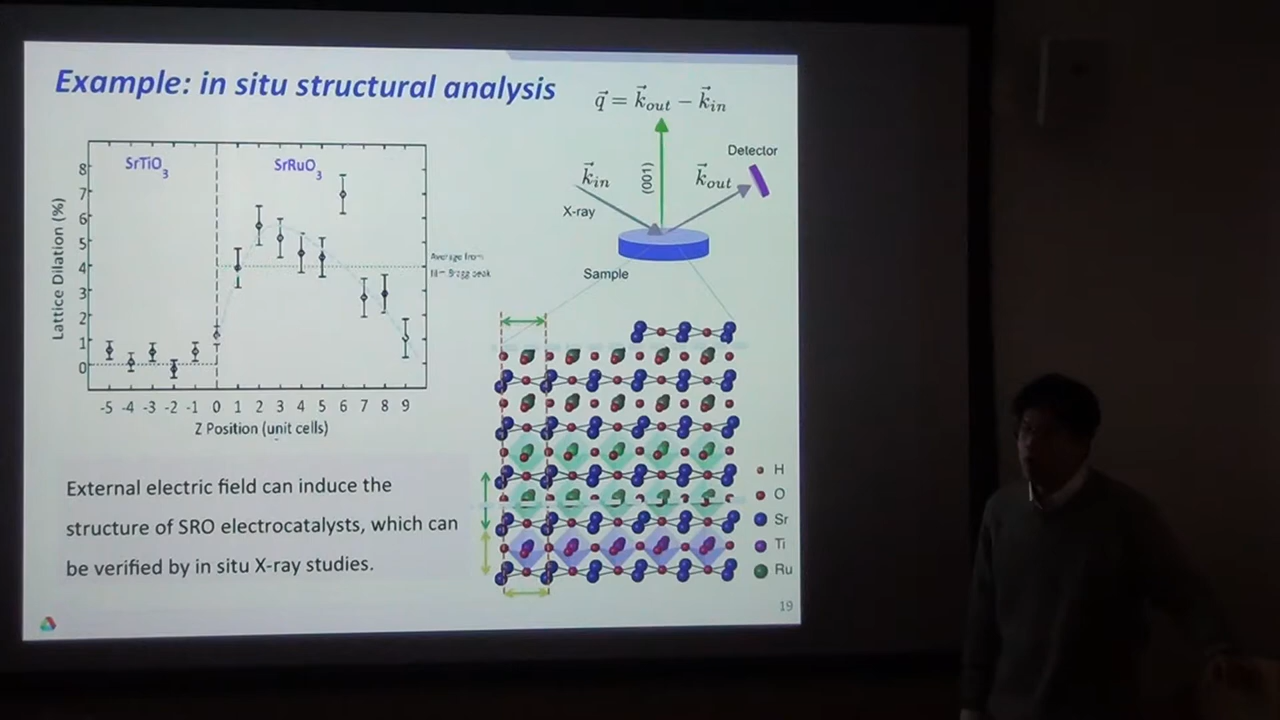 Example: in situ structural analysis
q⃗ = k⃗out − k⃗in
SrTiO3
SrRuO3
Lattice Dilation (%)
8
7
6
5
4
3
2
1
0
-5 -4 -3 -2 -1 0 1 2 3 4 5 6 7 8 9
Z Position (unit cells)
Average from
Bragg peak
k⃗in
(001)
k⃗out
Detector
X-ray
Sample
H
O
Sr
Ti
Ru
External electric field can induce the
structure of SRO electrocatalysts, which can
be verified by in situ X-ray studies.
19